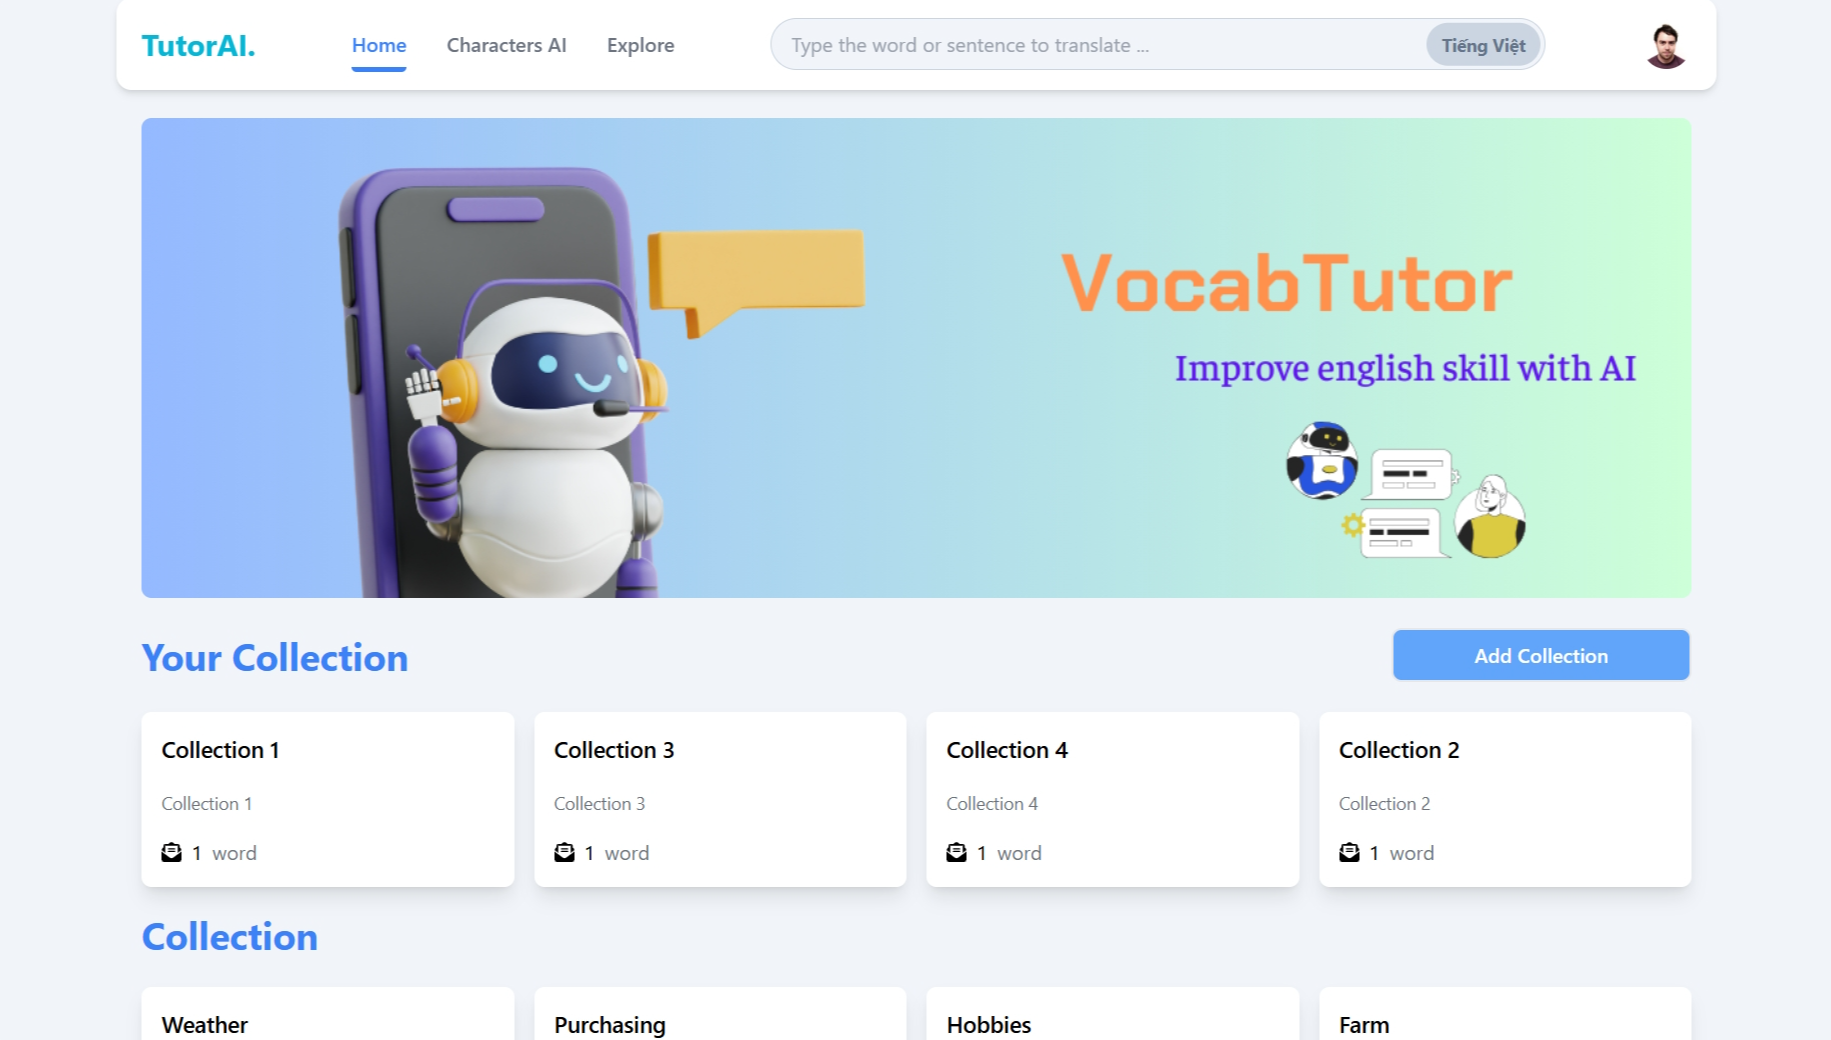 TutorAI.
Home
Characters AI
Explore
Type the word or sentence to translate ...
Tiếng Việt
VocabTutor
Improve english skill with AI
Your Collection
Add Collection
Collection 1
Collection 1
1 word
Collection 3
Collection 3
1 word
Collection 4
Collection 4
1 word
Collection 2
Collection 2
1 word
Collection
Weather
Purchasing
Hobbies
Farm